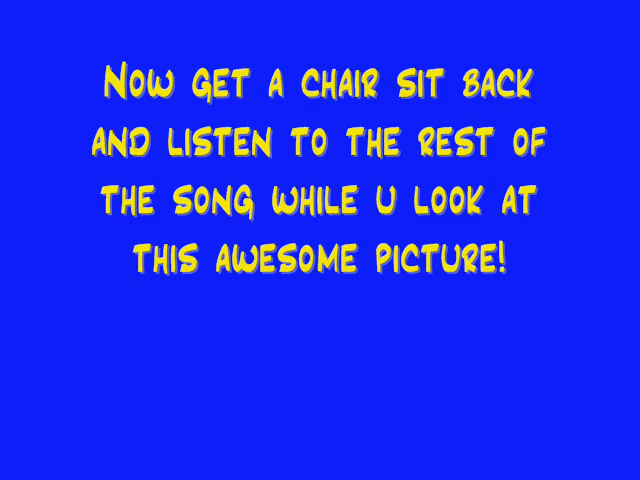 Now get a chair sit back
and listen to the rest of
the song while u look at
this awesome picture!